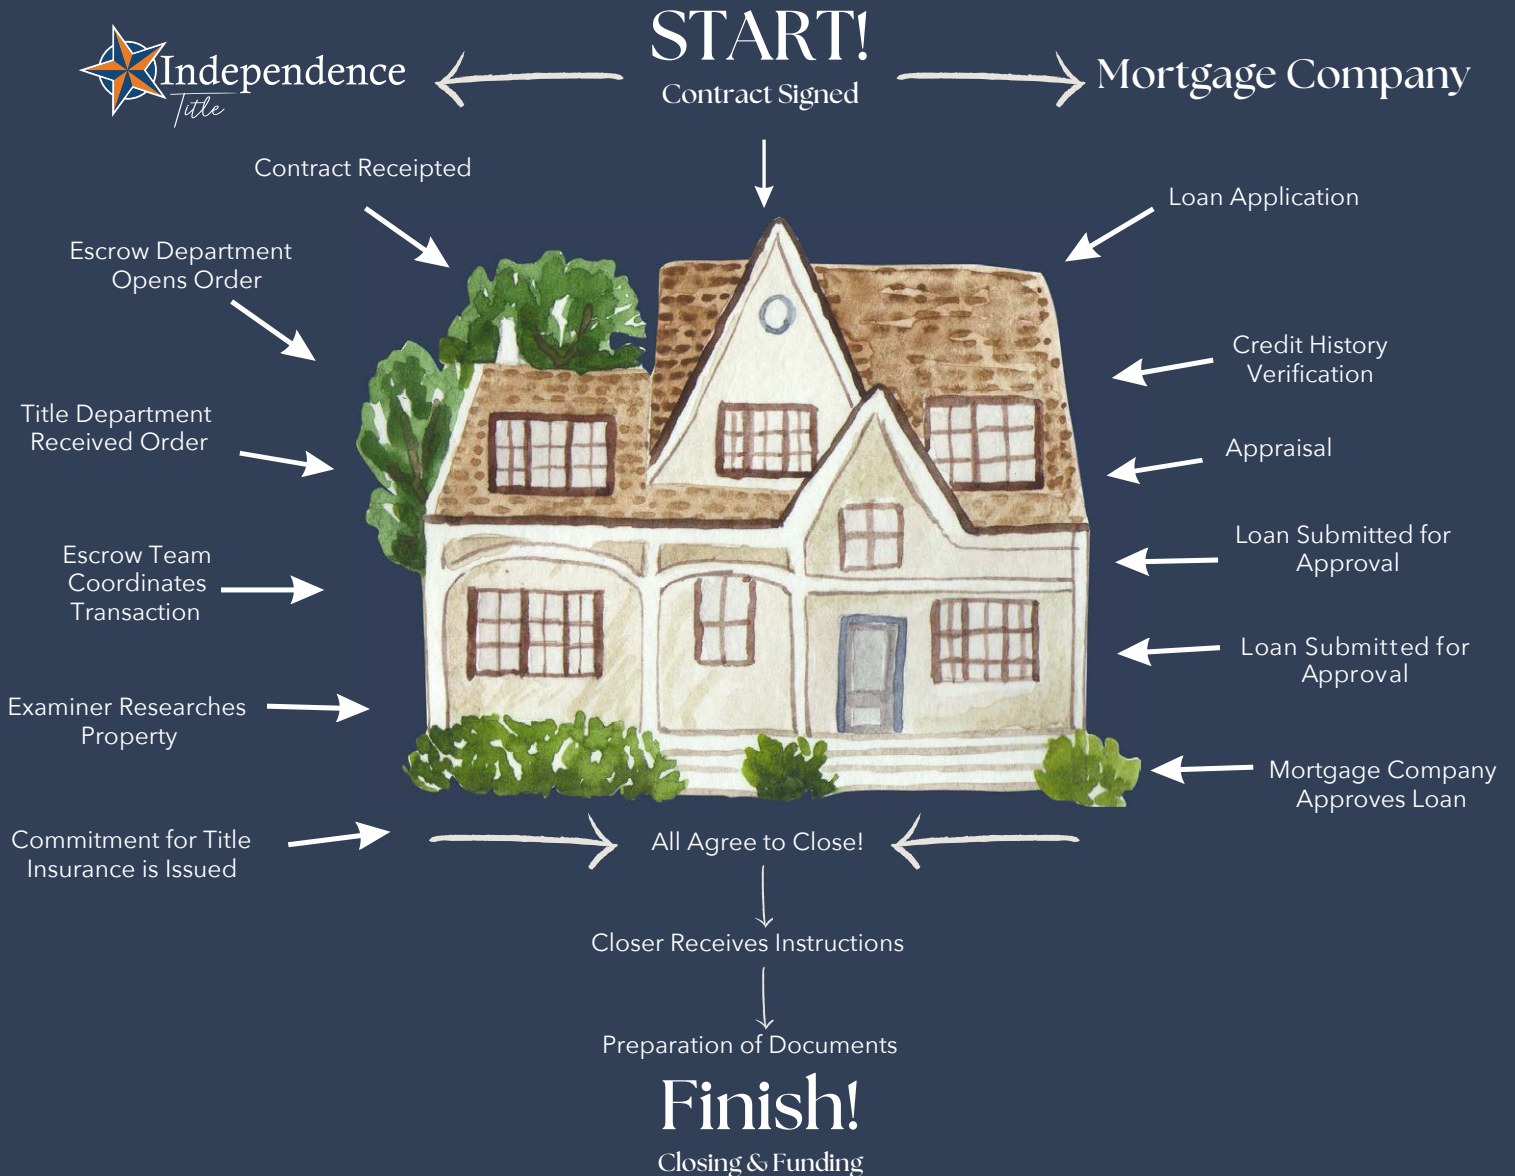 START!
Contract Signed
Independence
Title
Mortgage Company
Contract Receipted
Escrow Department
Opens Order
Title Department
Received Order
Escrow Team
Coordinates
Transaction
Examiner Researches
Property
Commitment for Title
Insurance is Issued
Loan Application
Credit History
Verification
Appraisal
Loan Submitted for
Approval
Loan Submitted for
Approval
Mortgage Company
Approves Loan
All Agree to Close!
Closer Receives Instructions
Preparation of Documents
Finish!
Closing & Funding